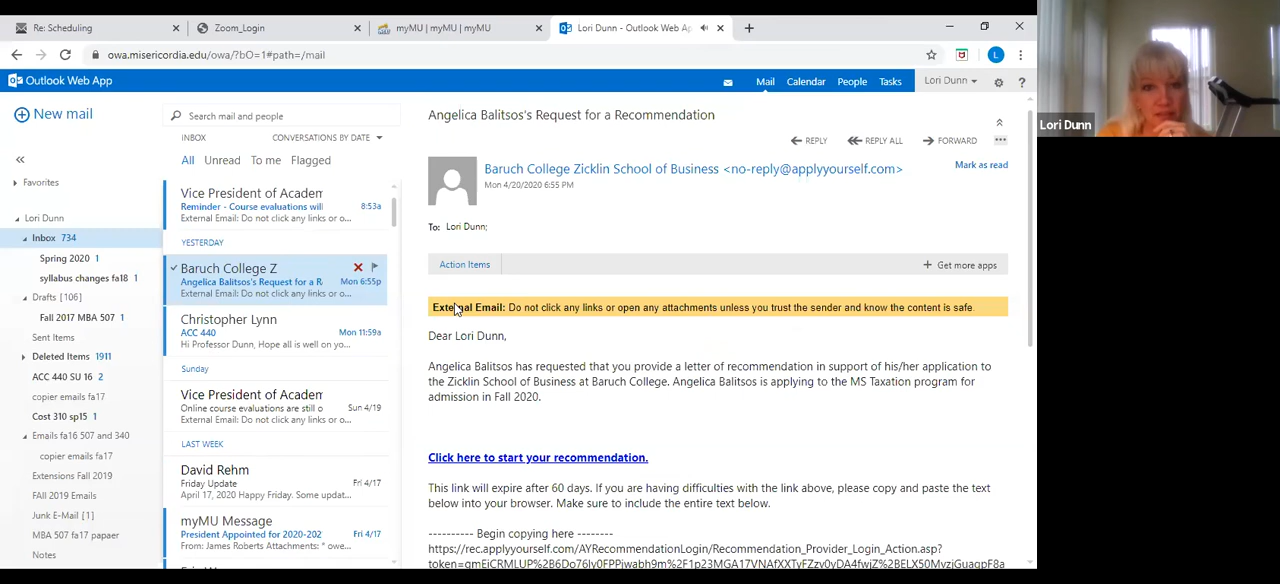 Re: Scheduling
Zoom_Login
myMU | myMU | myMU
Lori Dunn - Outlook Web Ap
owa.misericordia.edu/owa/?bO=1#path=/mail
L
Outlook Web App
Mail
Calendar
People
Tasks
Lori Dunn
?
New mail
Favorites
Lori Dunn
Inbox 734
Spring 2020 1
syllabus changes fa18 1
Drafts [106]
Fall 2017 MBA 507 1
Sent Items
Deleted Items 1911
ACC 440 SU 16 2
copier emails fa17
Cost 310 sp15 1
Emails fa16 507 and 340
copier emails fa17
Extensions Fall 2019
FALL 2019 Emails
Junk E-Mail [1]
MBA 507 fa17 papaer
Notes
Search mail and people
INBOX
CONVERSATIONS BY DATE
All Unread To me Flagged
Vice President of Academ
Reminder - Course evaluations will 8:53a
External Email: Do not click any links or o...
YESTERDAY
Baruch College Z
Angelica Balitsos's Request for a R Mon 6:55p
External Email: Do not click any links or o...
Christopher Lynn
ACC 440 Mon 11:59a
Hi Professor Dunn, Hope all is well on yo...
Sunday
Vice President of Academ
Online course evaluations are still o Sun 4/19
External Email: Do not click any links or o...
LAST WEEK
David Rehm
Friday Update Fri 4/17
April 17, 2020 Happy Friday. Some updat...
myMU Message
President Appointed for 2020-202 Fri 4/17
From: James Roberts Attachments: * owe...
Angelica Balitsos's Request for a Recommendation
REPLY
REPLY ALL
FORWARD
Baruch College Zicklin School of Business <no-reply@applyyourself.com>
Mark as read
Mon 4/20/2020 6:55 PM
To: Lori Dunn;
Action Items
Get more apps
External Email: Do not click any links or open any attachments unless you trust the sender and know the content is safe.
Dear Lori Dunn,
Angelica Balitsos has requested that you provide a letter of recommendation in support of his/her application to
the Zicklin School of Business at Baruch College. Angelica Balitsos is applying to the MS Taxation program for
admission in Fall 2020.
Click here to start your recommendation.
This link will expire after 60 days. If you are having difficulties with the link above, please copy and paste the text
below into your browser. Make sure to include the entire text below.
---------- Begin copying here --------
https://rec.applyyourself.com/AYRecommendationLogin/Recommendation_Provider_Login_Action.asp?
Lori Dunn